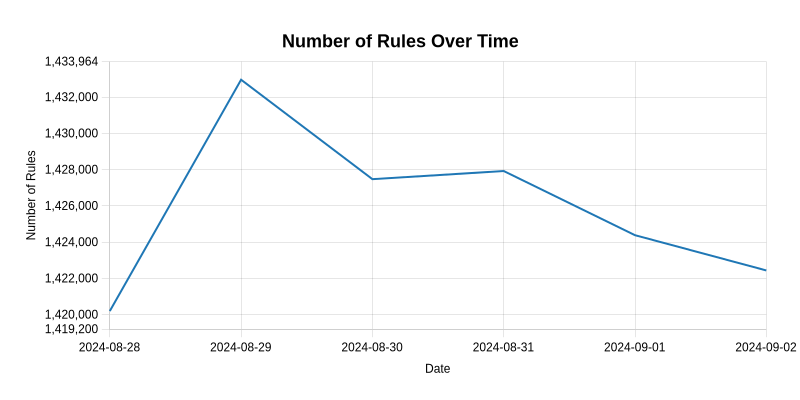 Number of Rules Over Time
1,433,964
1,432,000
1,430,000
1,428,000
1,426,000
1,424,000
1,422,000
1,420,000
1,419,200
Number of Rules
2024-08-28 2024-08-29 2024-08-30 2024-08-31 2024-09-01 2024-09-02
Date